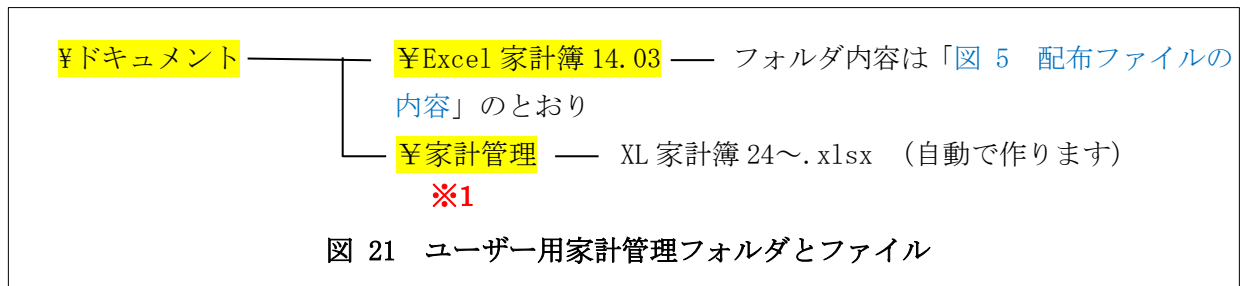 ¥ドキュメント ¥Excel 家計簿 14.03 フォルダ内容は「図 5 配布ファイルの
内容」のとおり
¥家計管理 XL 家計簿 24～.xlsx （自動で作ります）
※1
図 21 ユーザー用家計管理フォルダとファイル